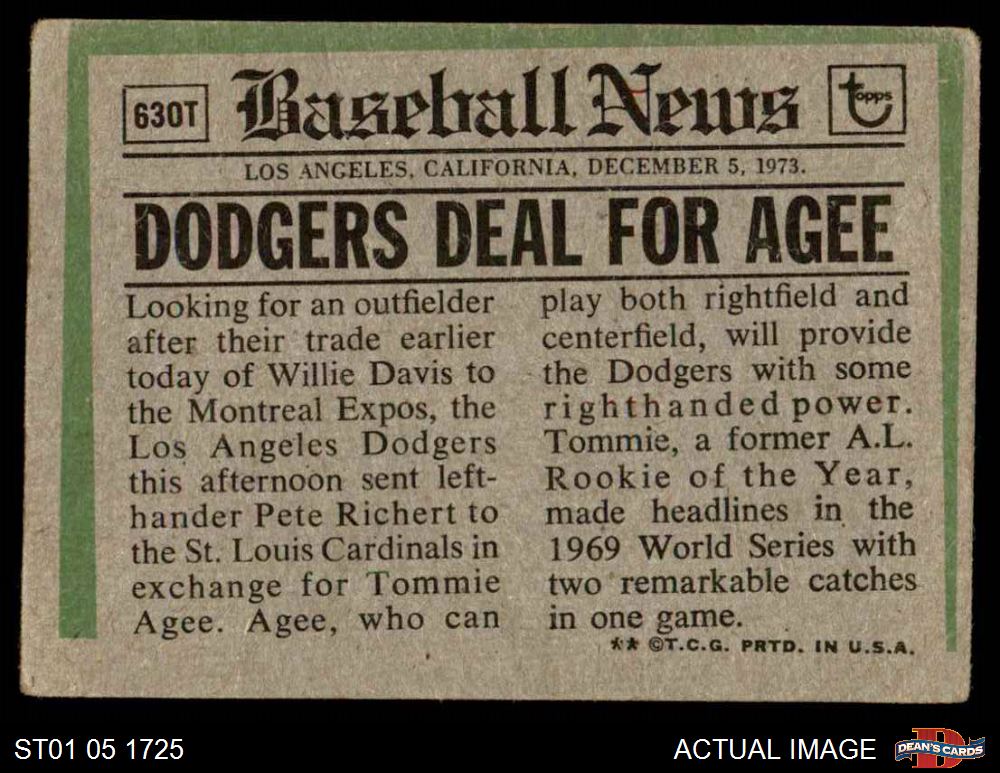 630T
Baseball News
topps
LOS ANGELES, CALIFORNIA, DECEMBER 5, 1973.
DODGERS DEAL FOR AGEE
Looking for an outfielder
after their trade earlier
today of Willie Davis to
the Montreal Expos, the
Los Angeles Dodgers
this afternoon sent left-
hander Pete Richert to
the St. Louis Cardinals in
exchange for Tommie
Agee. Agee, who can
play both rightfield and
centerfield, will provide
the Dodgers with some
righthanded power.
Tommie, a former A.L.
Rookie of the Year,
made headlines in the
1969 World Series with
two remarkable catches
in one game.
** ©T.C.G. PRTD. IN U.S.A.
ST01 05 1725
ACTUAL IMAGE
D
DEAN'S CARDS